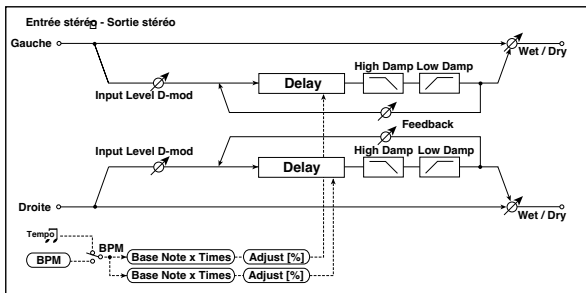 Entrée stéréo - Sortie stéréo
Gauche
Wet / Dry
High Damp Low Damp
Delay
Input Level D-mod
Feedback
Input Level D-mod
High Damp Low Damp
Delay
Droite
Wet / Dry
Tempo
BPM
BPM
Base Note x Times
Adjust [%]
Base Note x Times
Adjust [%]